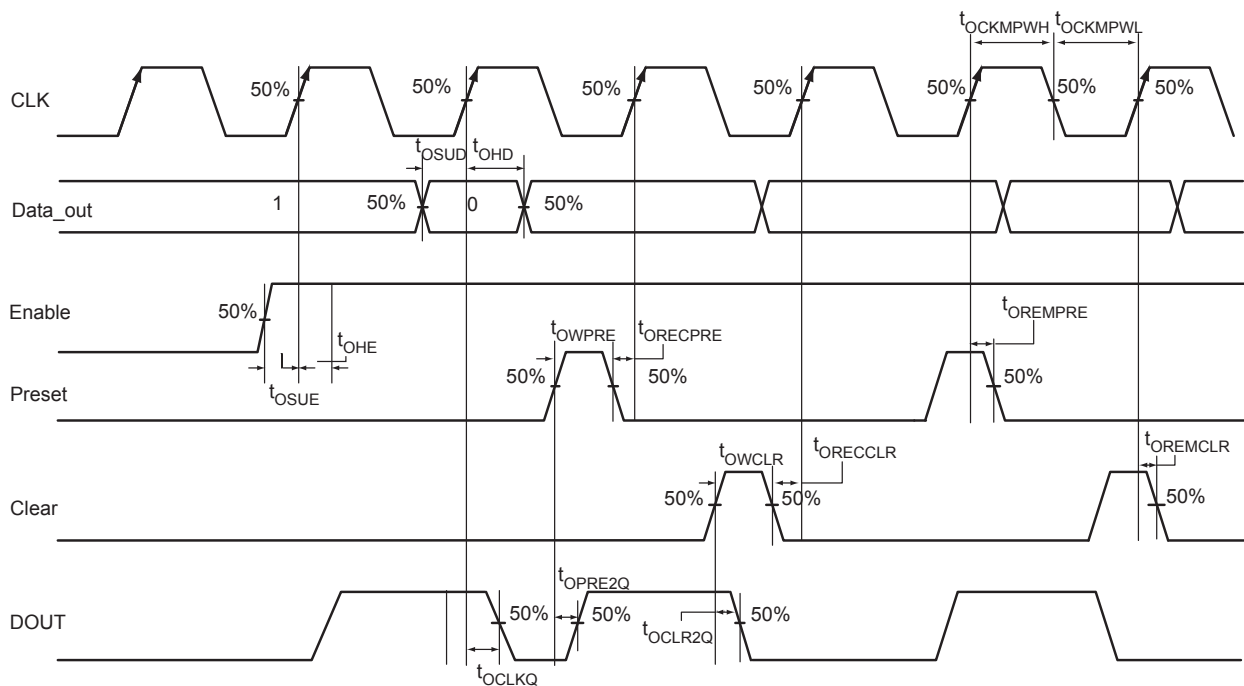 tOCKMPWH tOCKMPWL
CLK 50% 50% 50% 50% 50% 50% 50%
tOSUD tOHD
Data_out 1 50% 0 50%
Enable 50%
tOHE
tOSUE
tOWPRE tORECPRE tOREMPRE
Preset 50% 50% 50%
tOWCLR tORECCLR tOREMCLR
Clear 50% 50% 50%
tOPRE2Q
DOUT 50% 50% tOCLR2Q 50%
tOCLKQ